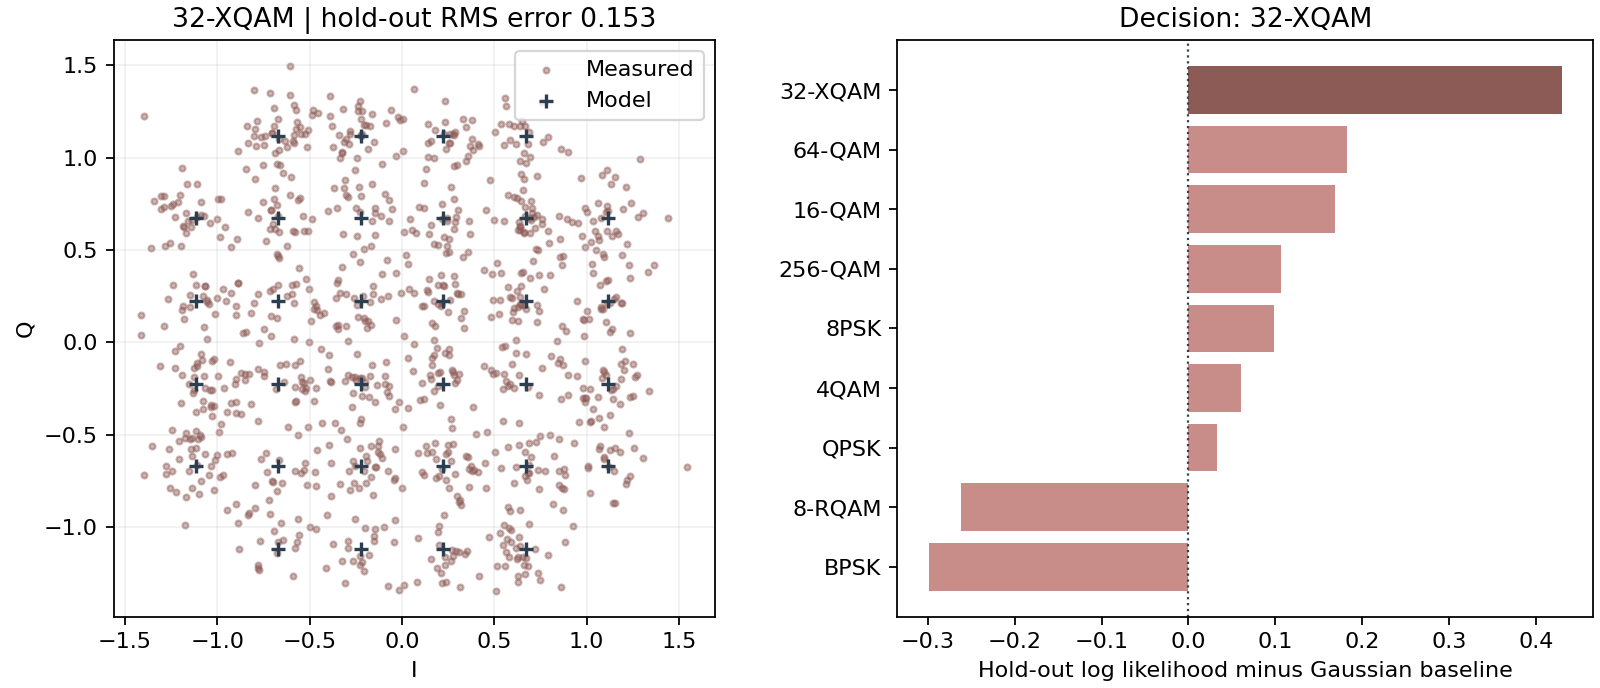 32-XQAM | hold-out RMS error 0.153
Measured
Model
1.5
1.0
0.5
0.0
−0.5
−1.0
Q
−1.5
−1.0
−0.5
0.0
0.5
1.0
1.5
I
Decision: 32-XQAM
32-XQAM
64-QAM
16-QAM
256-QAM
8PSK
4QAM
QPSK
8-RQAM
BPSK
−0.3
−0.2
−0.1
0.0
0.1
0.2
0.3
0.4
Hold-out log likelihood minus Gaussian baseline